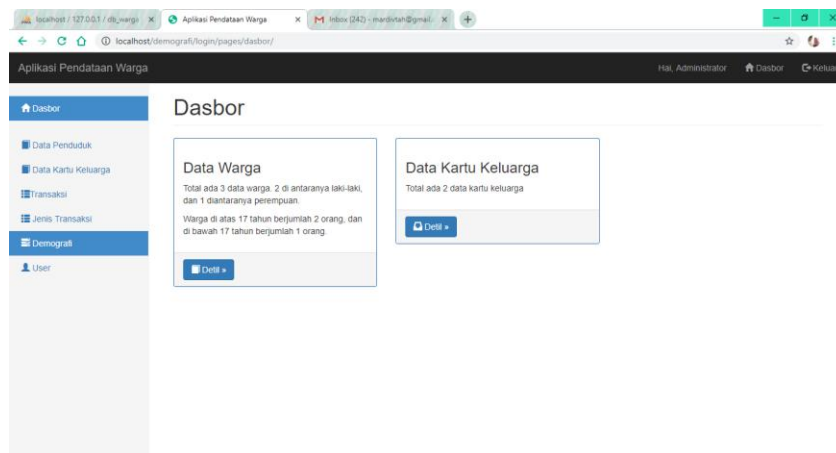 localhost / 127.0.0.1 / db_warga
Aplikasi Pendataan Warga
Inbox (242) - mardivtah@gmail.
localhost/demografi/login/pages/dasbor/
Aplikasi Pendataan Warga
Hai, Administrator
Dasbor
Keluar
Dasbor
Data Penduduk
Data Kartu Keluarga
Transaksi
Jenis Transaksi
Demografi
User
Dasbor
Data Warga
Total ada 3 data warga. 2 di antaranya laki-laki,
dan 1 diantaranya perempuan.
Warga di atas 17 tahun berjumlah 2 orang, dan
di bawah 17 tahun berjumlah 1 orang.
Detil »
Data Kartu Keluarga
Total ada 2 data kartu keluarga
Detil »